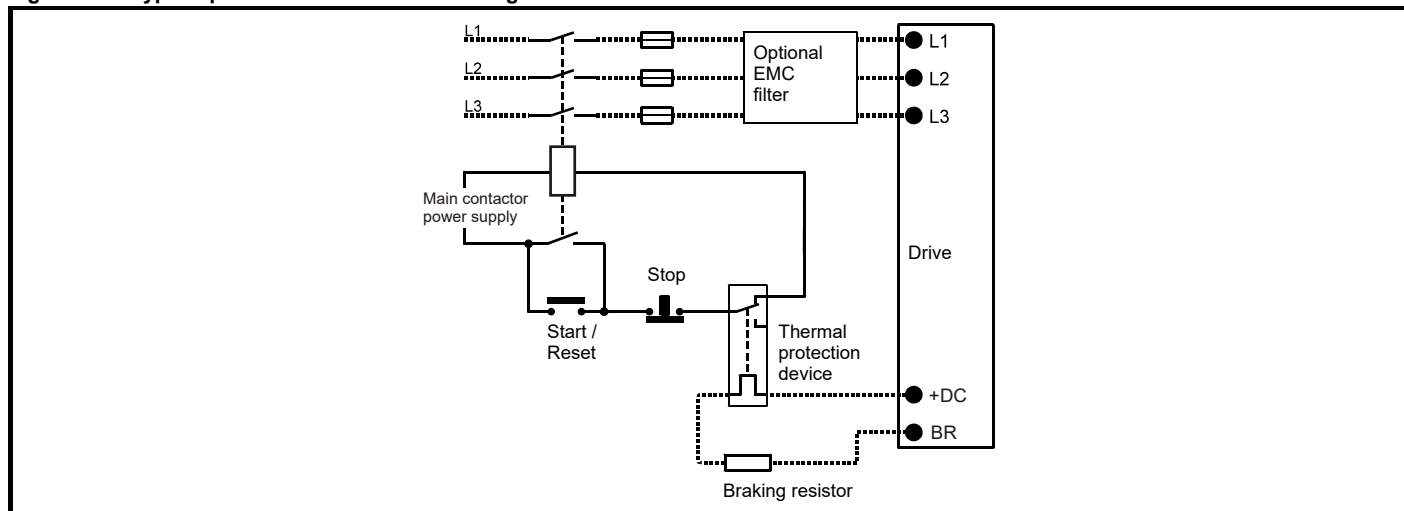 L1
L2
L3
Optional
EMC
filter
L1
L2
L3
Main contactor
power supply
Drive
Stop
Start /
Reset
Thermal
protection
device
+DC
BR
Braking resistor